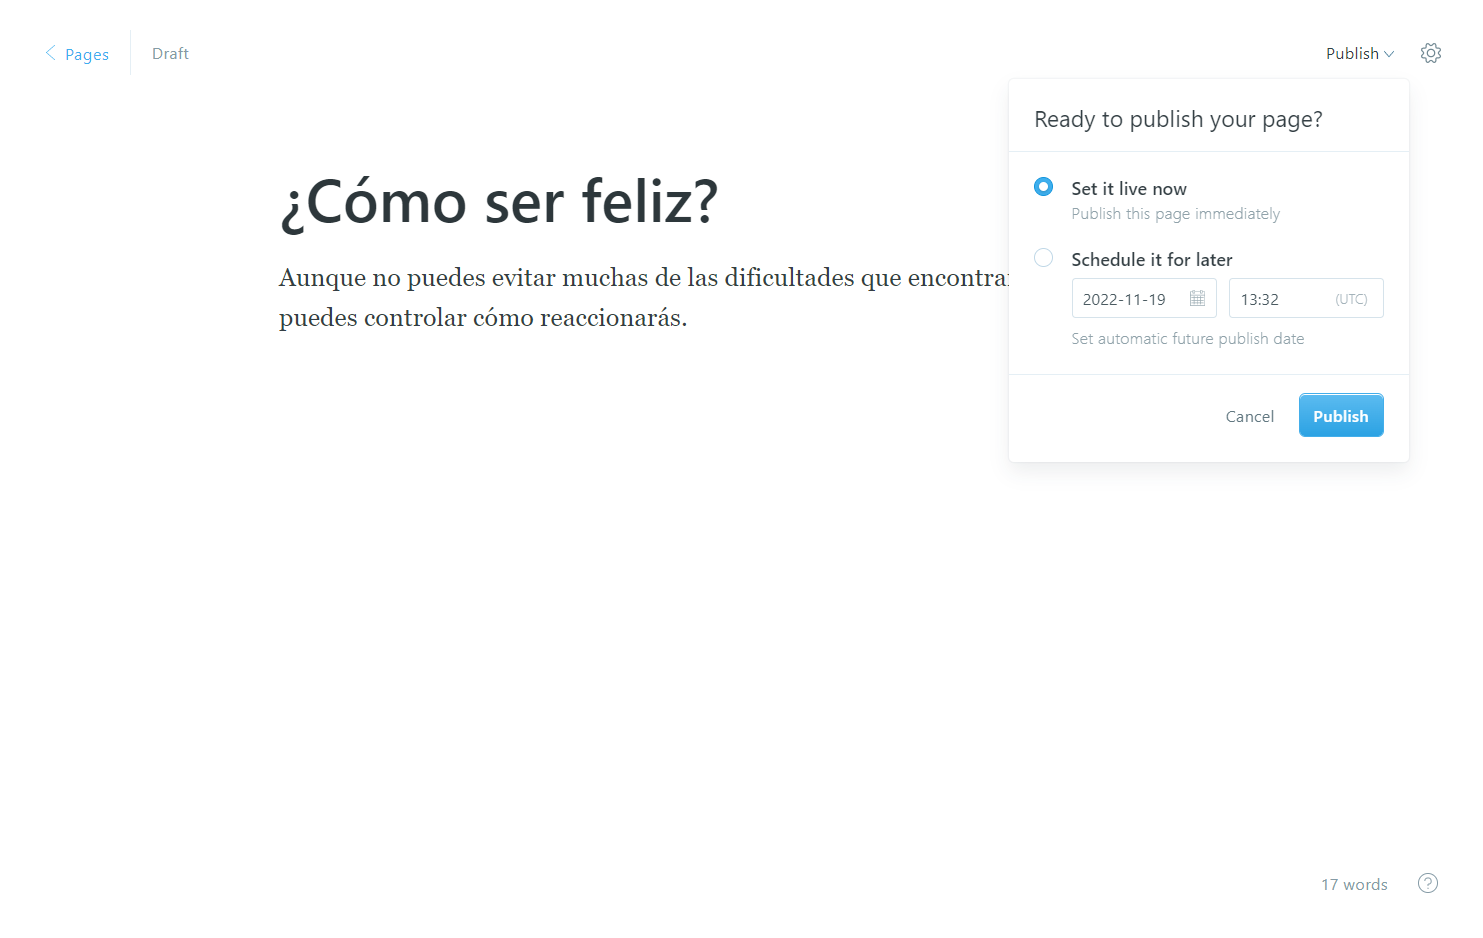 Pages
Draft
Publish
Ready to publish your page?
Set it live now
Publish this page immediately
Schedule it for later
2022-11-19
13:32 (UTC)
Set automatic future publish date
Cancel
Publish
¿Cómo ser feliz?
Aunque no puedes evitar muchas de las dificultades que
puedes controlar cómo reaccionarás.
17 words
?